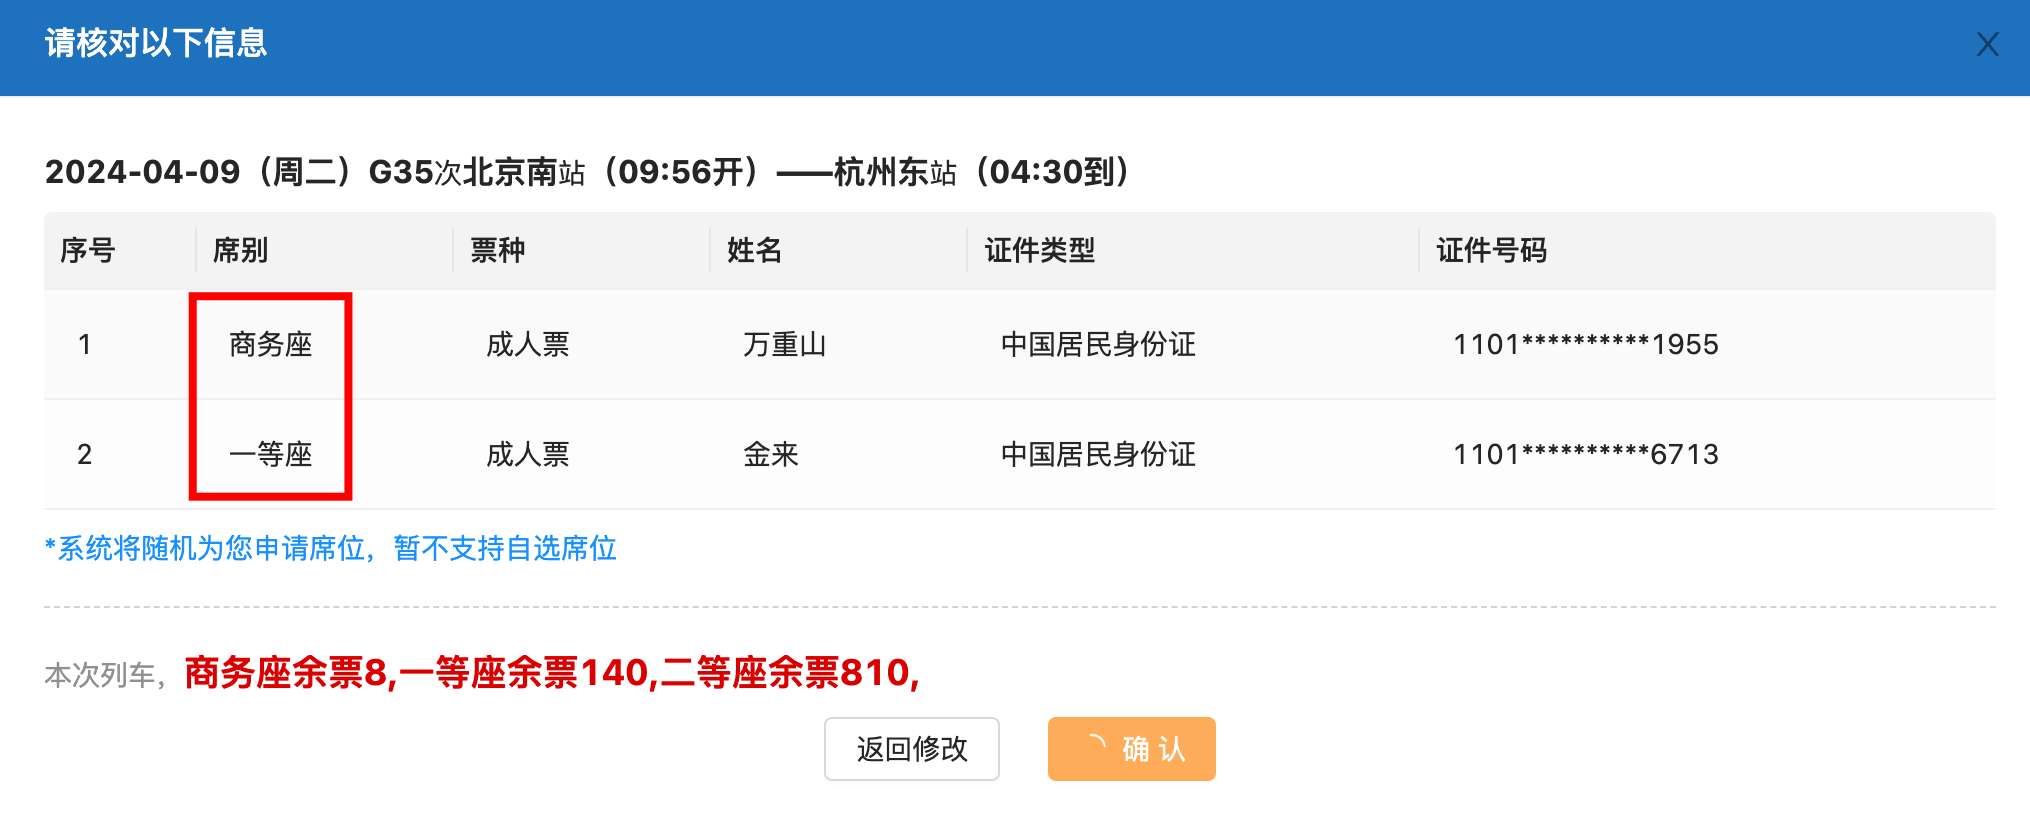 请核对以下信息
2024-04-09（周二）G35次北京南站（09:56开）——杭州东站（04:30到）
序号 席别 票种 姓名 证件类型 证件号码
1 商务座 成人票 万重山 中国居民身份证 1101**********1955
2 一等座 成人票 金来 中国居民身份证 1101**********6713
*系统将随机为您申请席位，暂不支持自选席位
本次列车，商务座余票8,一等座余票140,二等座余票810,
返回修改 确 认